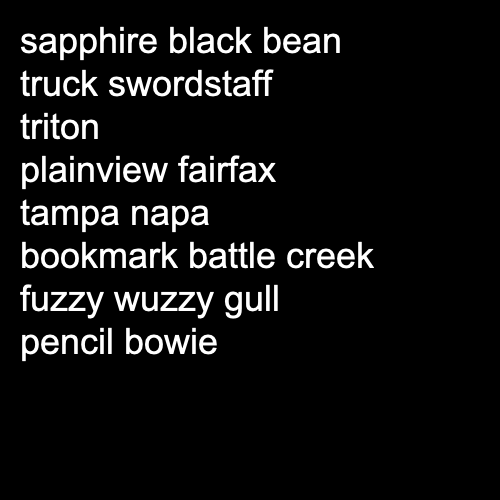 sapphire black bean
truck swordstaff
triton
plainview fairfax
tampa napa
bookmark battle creek
fuzzy wuzzy gull
pencil bowie